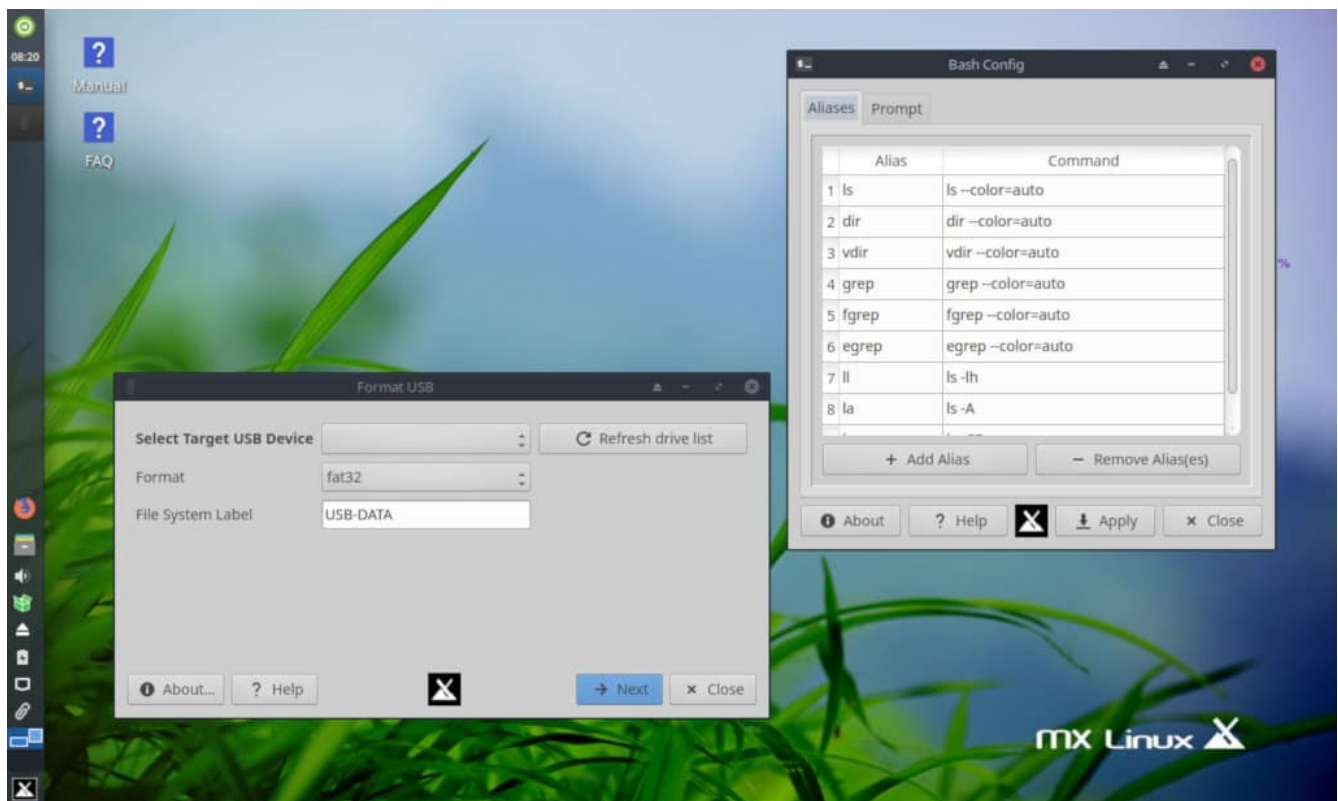 08:20
Manual
FAQ
Bash Config
Aliases Prompt
Alias Command
1 ls ls --color=auto
2 dir dir --color=auto
3 vdir vdir --color=auto
4 grep grep --color=auto
5 fgrep fgrep --color=auto
6 egrep egrep --color=auto
7 ll ls -lh
8 la ls -A
+ Add Alias − Remove Alias(es)
About ? Help Apply × Close
%
Format USB
Select Target USB Device Refresh drive list
Format fat32
File System Label USB-DATA
About... ? Help → Next × Close
MX Linux